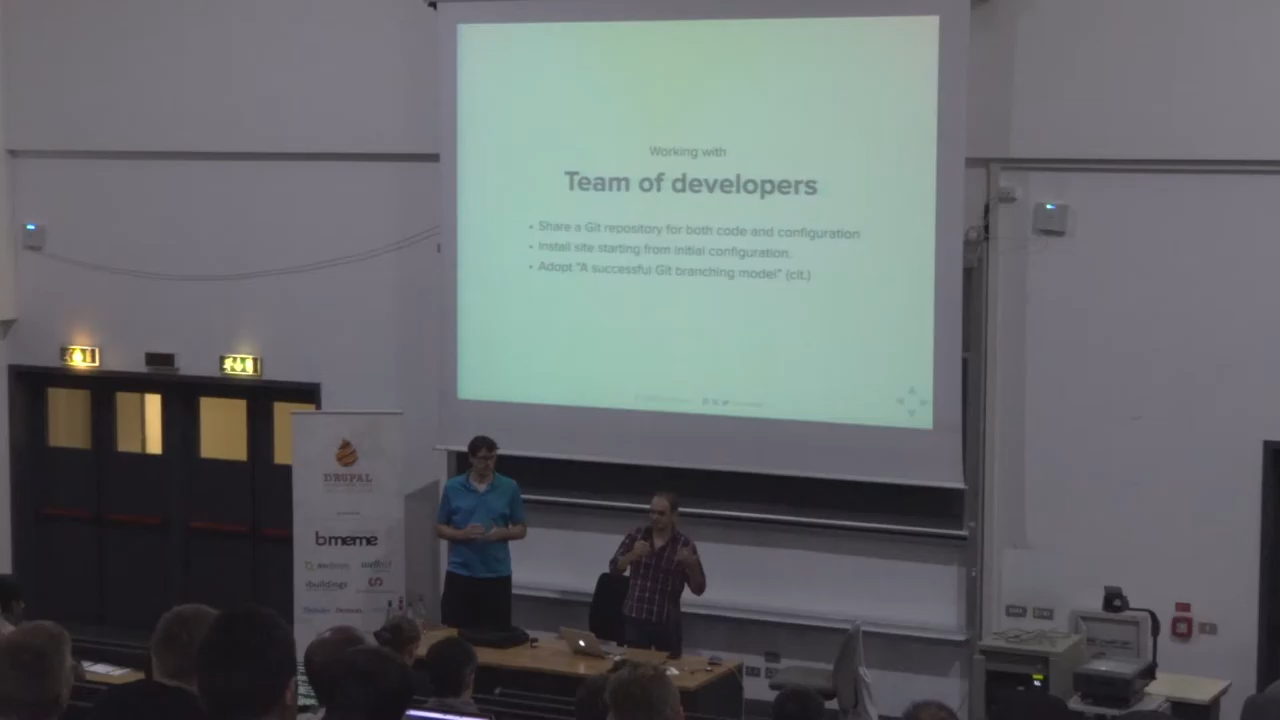 Working with
Team of developers
• Share a Git repository for both code and configuration
• Install site starting from initial configuration.
• Adopt "A successful Git branching model" (cit.)
DRUPAL
bmeme
ibuildings